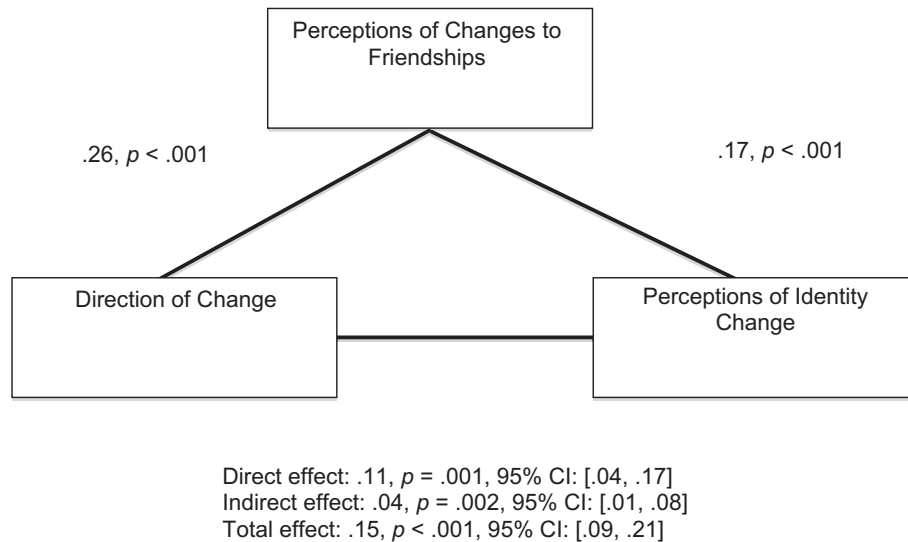 Perceptions of Changes to
Friendships
.26, p < .001
.17, p < .001
Direction of Change
Perceptions of Identity
Change
Direct effect: .11, p = .001, 95% CI: [.04, .17]
Indirect effect: .04, p = .002, 95% CI: [.01, .08]
Total effect: .15, p < .001, 95% CI: [.09, .21]